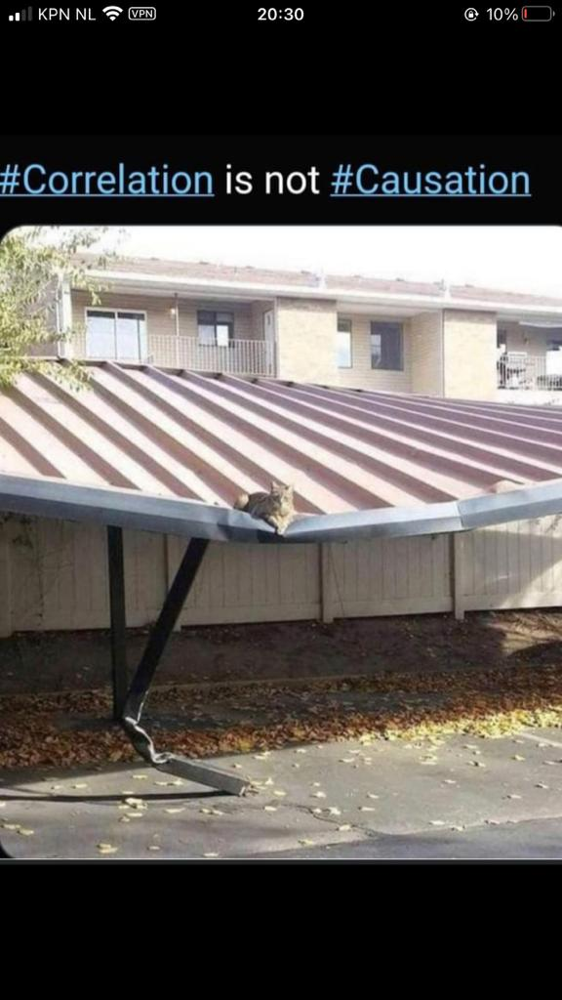 KPN NL VPN 20:30 10%
#Correlation is not #Causation